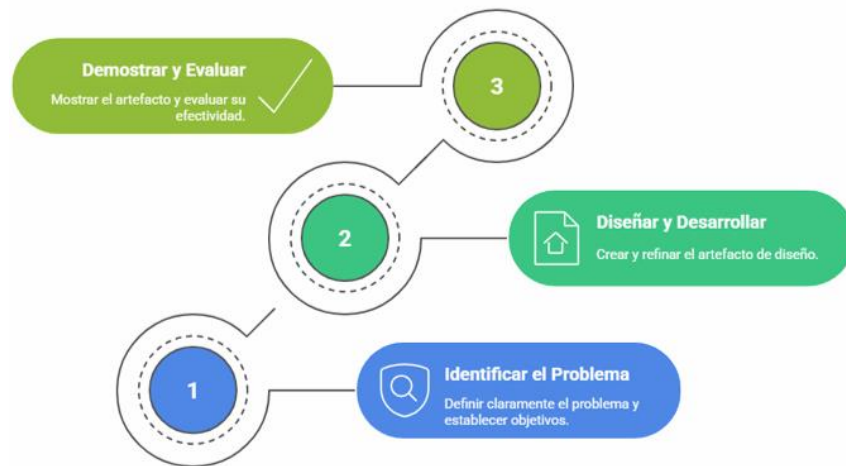 Demostrar y Evaluar
Mostrar el artefacto y evaluar su
efectividad.
3
2
Diseñar y Desarrollar
Crear y refinar el artefacto de diseño.
1
Identificar el Problema
Definir claramente el problema y
establecer objetivos.